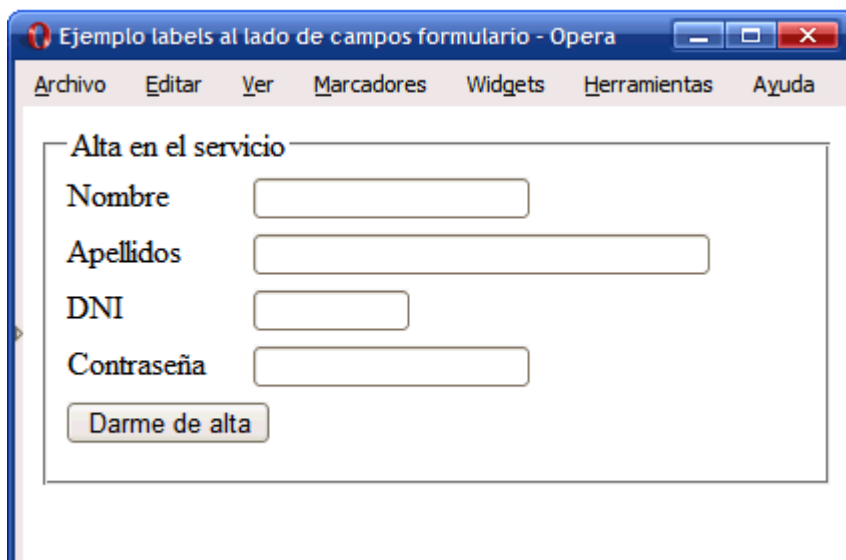 Ejemplo labels al lado de campos formulario - Opera
Archivo Editar Ver Marcadores Widgets Herramientas Ayuda
Alta en el servicio
Nombre
Apellidos
DNI
Contraseña
Darme de alta